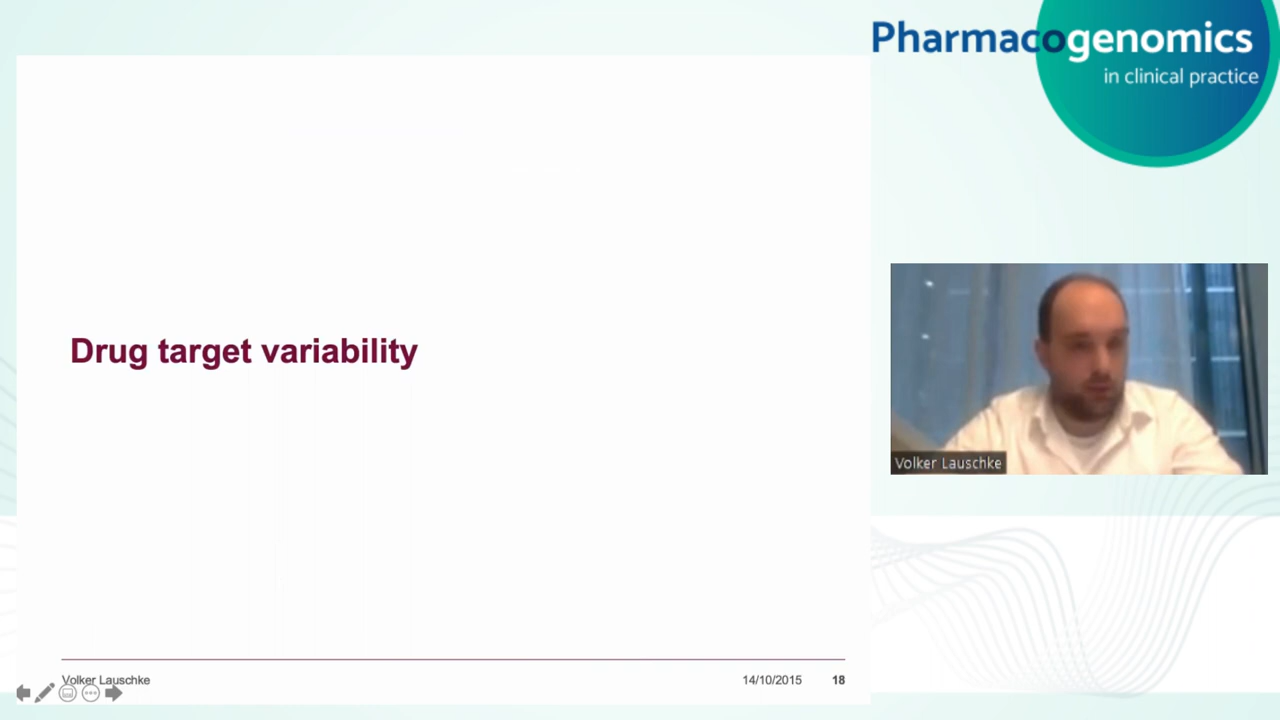 Pharmacogenomics
in clinical practice
Drug target variability
Volker Lauschke
Volker Lauschke 14/10/2015 18